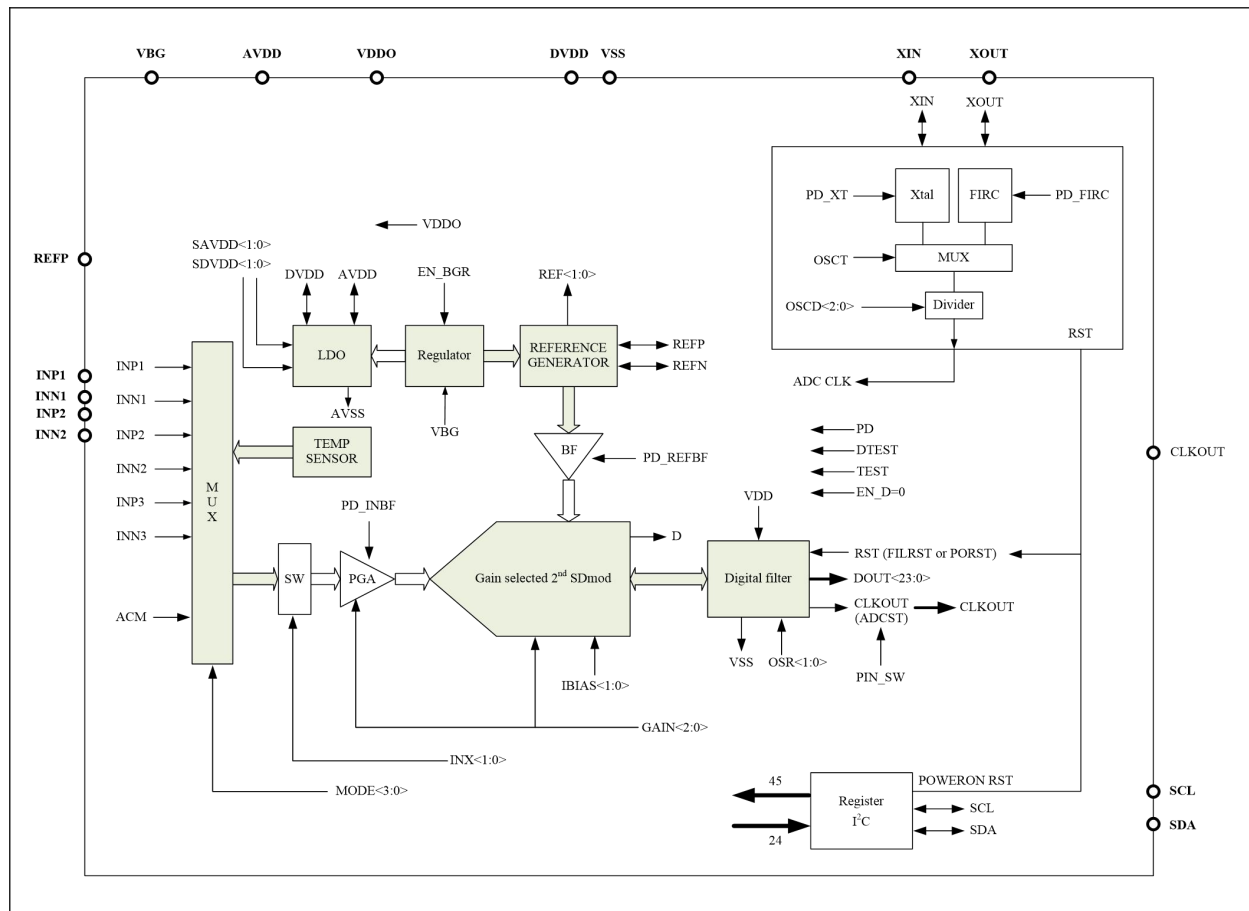 VBG
AVDD
VDDO
DVDD
VSS
XIN
XOUT
XIN
XOUT
PD_XT
Xtal
FIRC
PD_FIRC
OSCT
MUX
OSCD<2:0>
Divider
RST
ADC CLK
VDDO
SAVDD<1:0>
SDVDD<1:0>
REFP
DVDD
AVDD
EN_BGR
REF<1:0>
LDO
Regulator
REFERENCE
GENERATOR
REFP
REFN
AVSS
VBG
INP1
INN1
INP2
INN2
INP1
INN1
INP2
INN2
INP3
INN3
ACM
MUX
TEMP
SENSOR
BF
PD_REFBF
PD
DTEST
TEST
EN_D=0
CLKOUT
PD_INBF
VDD
SW
PGA
Gain selected 2nd SDmod
D
Digital filter
RST (FILRST or PORST)
DOUT<23:0>
CLKOUT
(ADCST)
CLKOUT
VSS
OSR<1:0>
PIN_SW
IBIAS<1:0>
GAIN<2:0>
INX<1:0>
MODE<3:0>
45
24
Register
I2C
POWERON RST
SCL
SDA
SCL
SDA